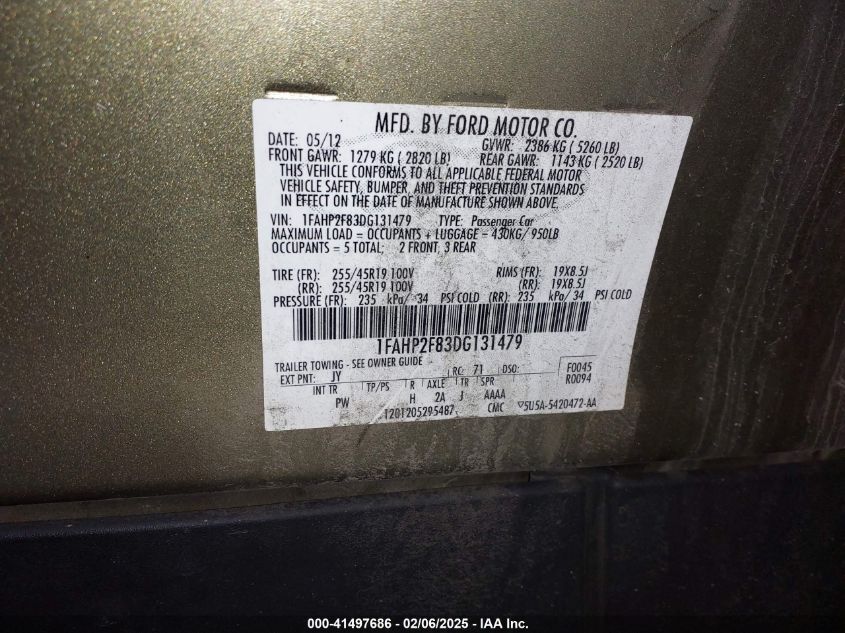 MFD. BY FORD MOTOR CO.
DATE: 05/12 GVWR: 2386 KG ( 5260 LB)
FRONT GAWR: 1279 KG ( 2820 LB) REAR GAWR: 1143 KG ( 2520 LB)
THIS VEHICLE CONFORMS TO ALL APPLICABLE FEDERAL MOTOR
VEHICLE SAFETY, BUMPER, AND THEFT PREVENTION STANDARDS
IN EFFECT ON THE DATE OF MANUFACTURE SHOWN ABOVE.
VIN: 1FAHP2F83DG131479 TYPE: Passenger Car
MAXIMUM LOAD = OCCUPANTS + LUGGAGE = 430KG/ 950LB
OCCUPANTS = 5 TOTAL; 2 FRONT, 3 REAR
TIRE (FR): 255/45R19 100V RIMS (FR): 19X8.5J
(RR): 255/45R19 100V (RR): 19X8.5J
PRESSURE (FR): 235 kPa/ 34 PSI COLD (RR): 235 kPa/ 34 PSI COLD
1FAHP2F83DG131479
TRAILER TOWING - SEE OWNER GUIDE
EXT PNT: JY RC: 71 DSO: F0045
R0094
INT TR TP/PS R AXLE TR SPR
PW H 2A J AAAA
1201205295487 CMC ▽5U5A-5420472-AA
000-41497686 - 02/06/2025 - IAA Inc.